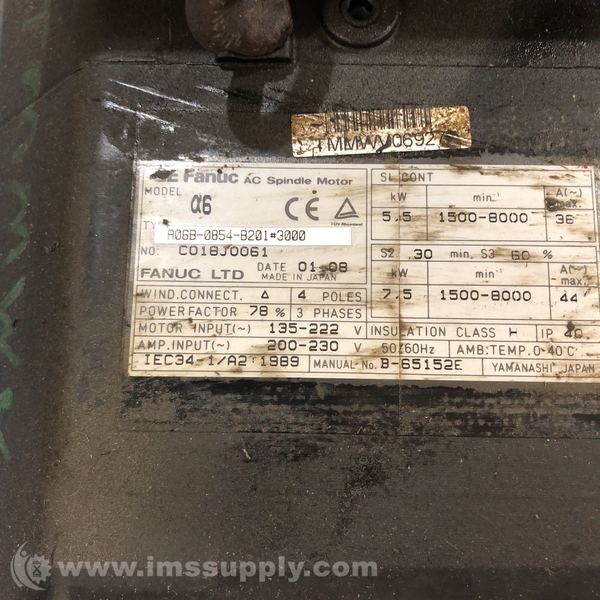 GE Fanuc AC Spindle Motor
MODEL α6
CE TÜV Rheinland
A06B-0854-B201#3000
NO. C018J0061
FANUC LTD DATE 01-08
MADE IN JAPAN
WIND.CONNECT. Δ 4 POLES
POWER FACTOR 78 % 3 PHASES
MOTOR INPUT(~) 135-222 V
AMP. INPUT(~) 200-230 V
IEC34-1/A2:1989
S1 CONT
kW min⁻¹ A(~) max.
5.5 1500-8000 36
S2 30 min, S3 60 %
kW min⁻¹ A(~) max.
7.5 1500-8000 44
INSULATION CLASS H IP 40
50/60Hz AMB:TEMP.0-40°C
MANUAL No. B-65152E YAMANASHI JAPAN
www.imssupply.com